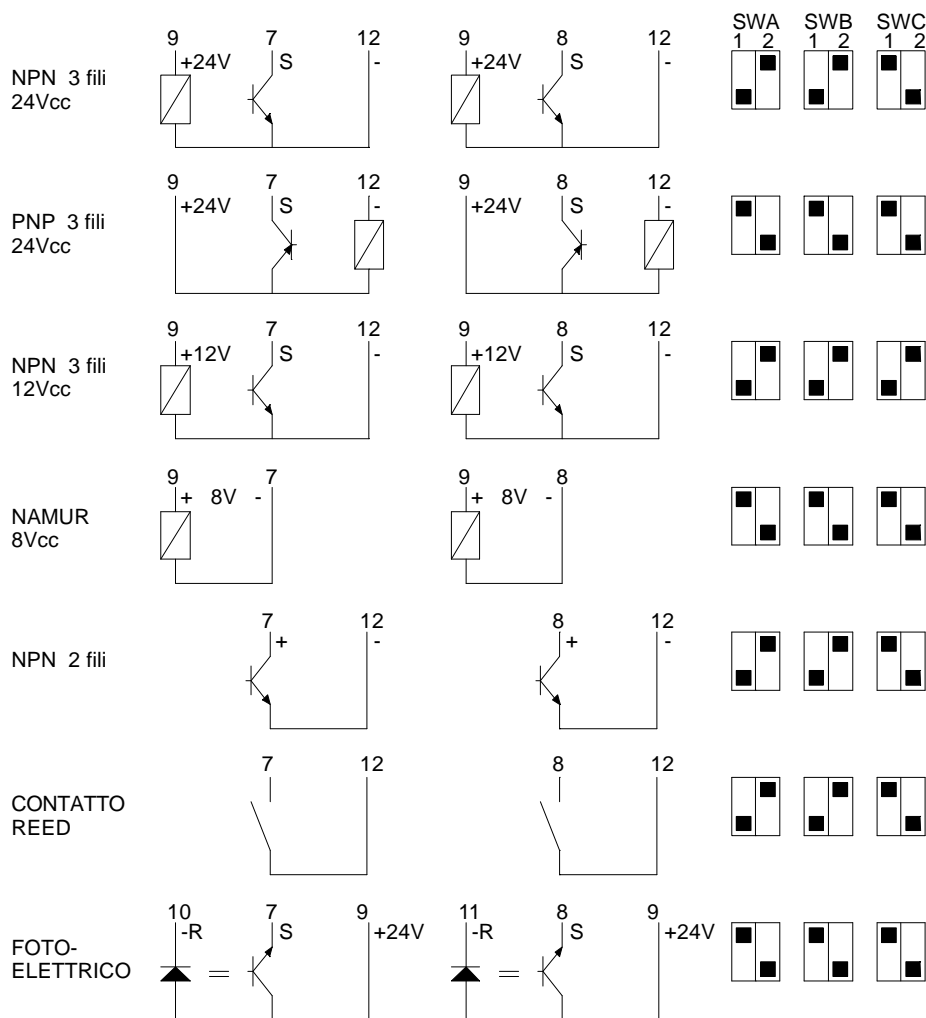 SWA SWB SWC
1 2 1 2 1 2
9 7 12 9 8 12
+24V S - +24V S -
NPN 3 fili
24Vcc
9 7 12 9 8 12
+24V S - +24V S -
PNP 3 fili
24Vcc
9 7 12 9 8 12
+12V S - +12V S -
NPN 3 fili
12Vcc
9 7 9 8
+ 8V - + 8V -
NAMUR
8Vcc
7 12 8 12
+ - + -
NPN 2 fili
7 12 8 12
CONTATTO
REED
10 7 9 11 8 9
-R S +24V -R S +24V
FOTO-
ELETTRICO